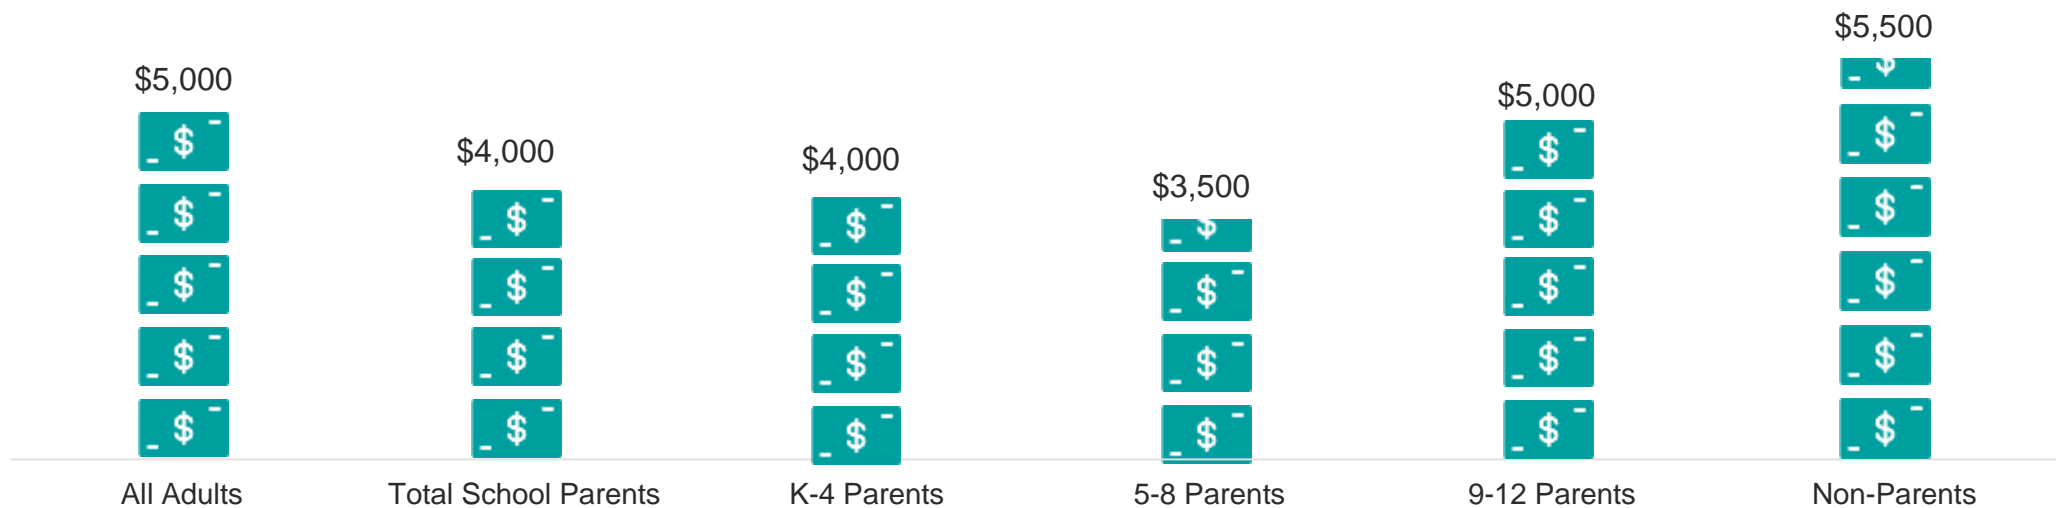 $5,500
$5,000
$5,000
$4,000
$4,000
$3,500
$ $ $ $ $
$ $ $ $
$ $ $ $
$ $ $ $
$ $ $ $ $
$ $ $ $ $ $
All Adults
Total School Parents
K-4 Parents
5-8 Parents
9-12 Parents
Non-Parents